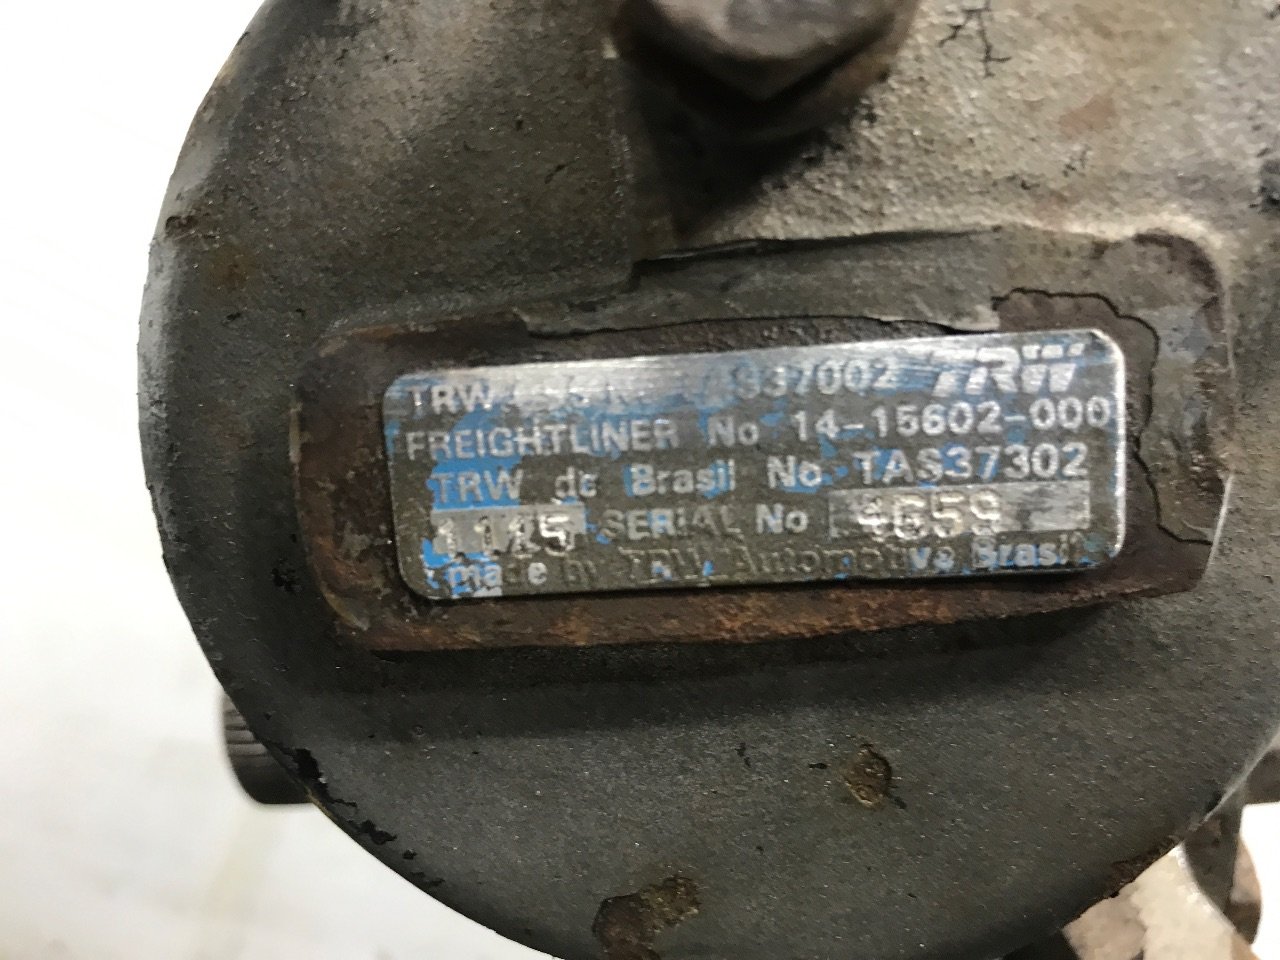 TRW TAS37002 TRW
FREIGHTLINER No 14-15602-000
TRW do Brasil No TAS37302
SERIAL No
made by TRW Automotive Brasil